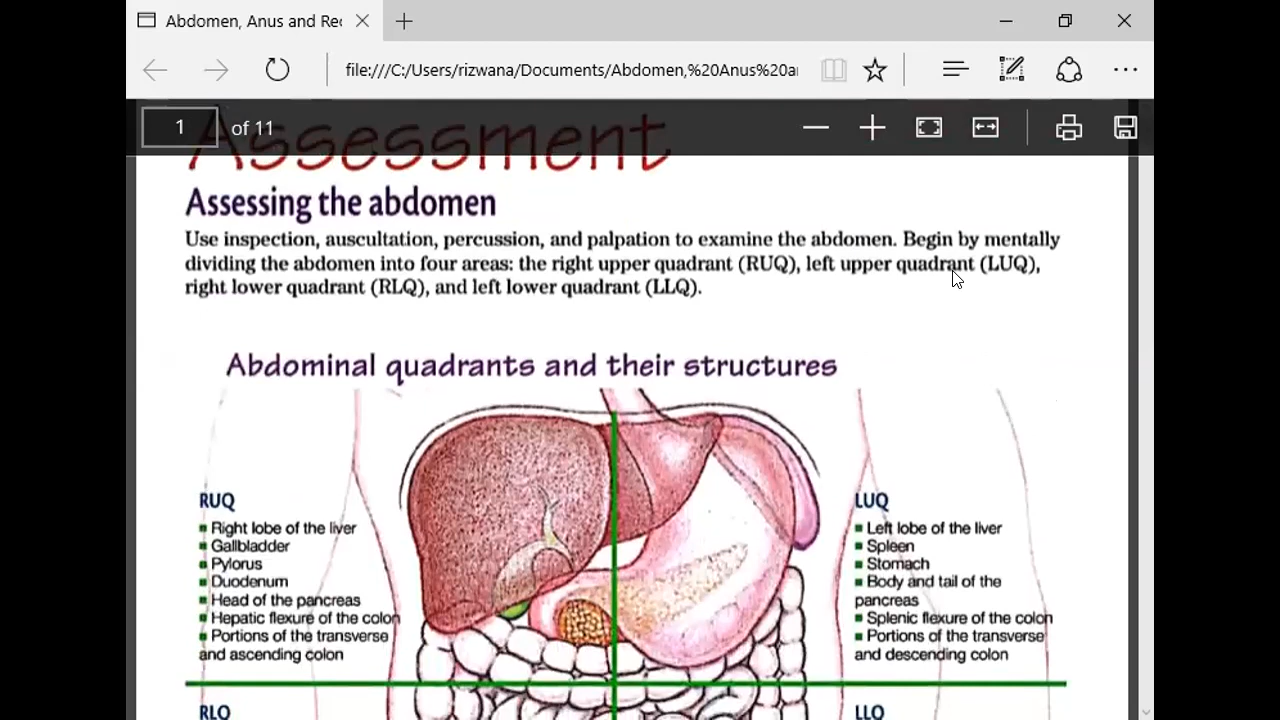 Abdomen, Anus and Rec
file:///C:/Users/rizwana/Documents/Abdomen,%20Anus%20a
1 of 11
Assessment
Assessing the abdomen
Use inspection, auscultation, percussion, and palpation to examine the abdomen. Begin by mentally
dividing the abdomen into four areas: the right upper quadrant (RUQ), left upper quadrant (LUQ),
right lower quadrant (RLQ), and left lower quadrant (LLQ).
Abdominal quadrants and their structures
RUQ
Right lobe of the liver
Gallbladder
Pylorus
Duodenum
Head of the pancreas
Hepatic flexure of the colon
Portions of the transverse
and ascending colon
LUQ
Left lobe of the liver
Spleen
Stomach
Body and tail of the
pancreas
Splenic flexure of the colon
Portions of the transverse
and descending colon
RLQ
LLQ